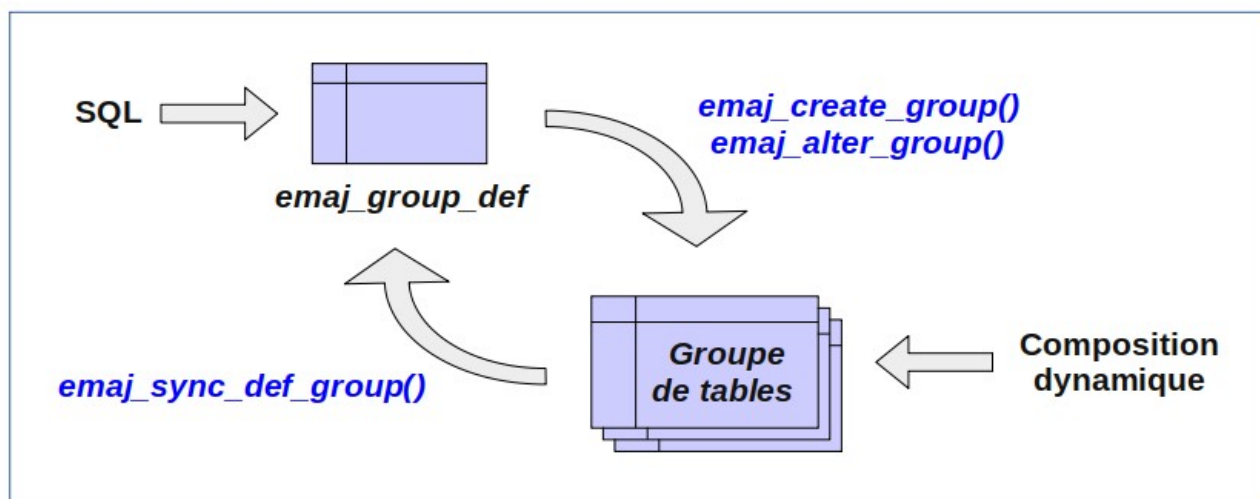 SQL
emaj_group_def
emaj_create_group()
emaj_alter_group()
emaj_sync_def_group()
Groupe
de tables
Composition
dynamique